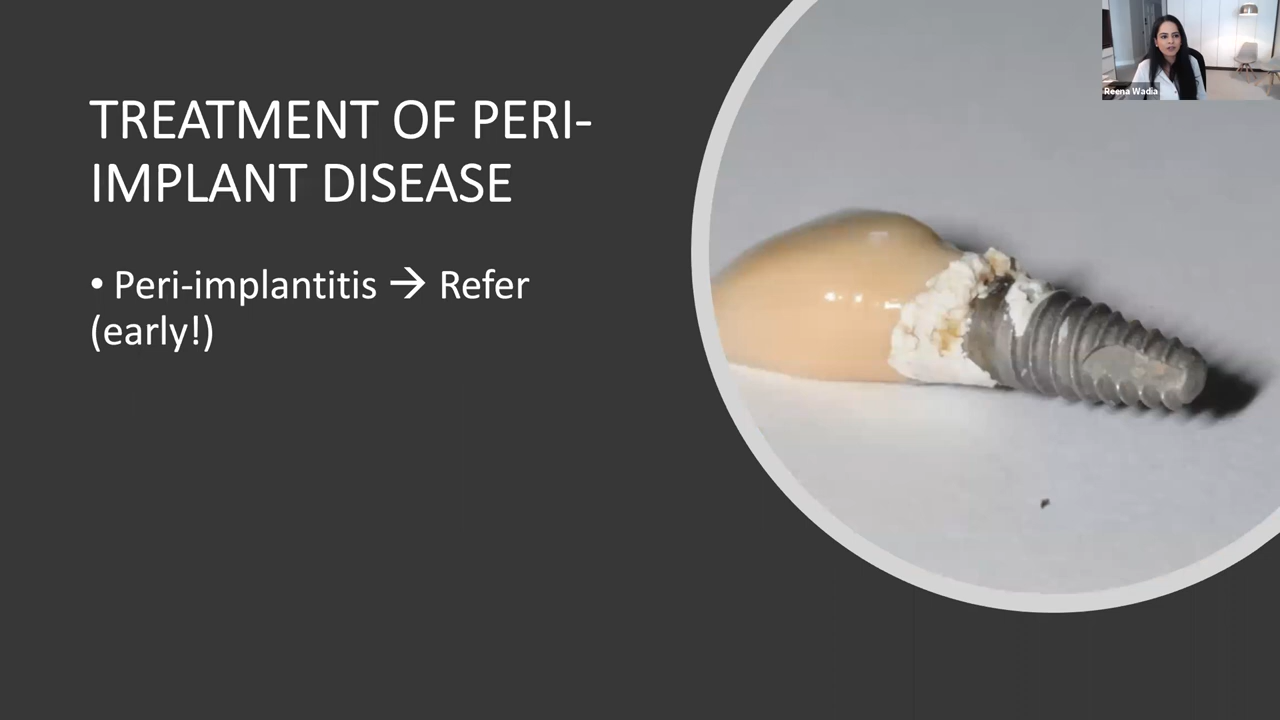 TREATMENT OF PERI-
IMPLANT DISEASE
• Peri-implantitis → Refer
(early!)
Reena Wadia